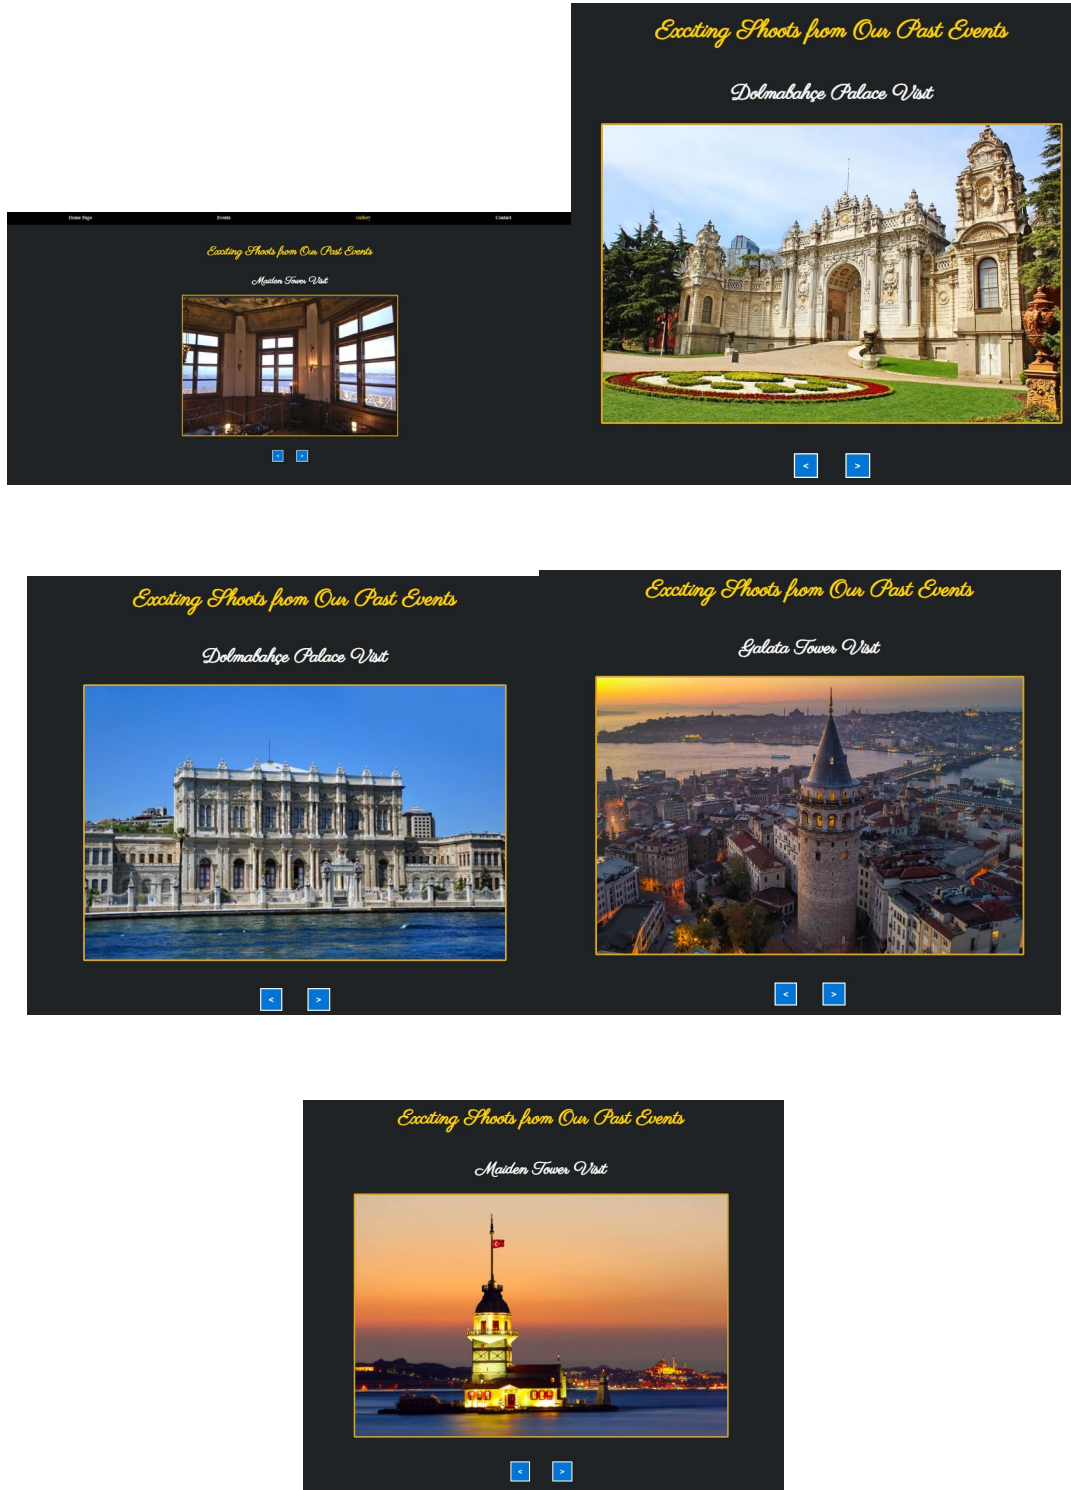 Exciting Shoots from Our Past Events
Dolmabahçe Palace Visit
< >
Home Page Events Gallery Contact
Exciting Shoots from Our Past Events
Maiden Tower Visit
Exciting Shoots from Our Past Events
Dolmabahçe Palace Visit
< >
Exciting Shoots from Our Past Events
Galata Tower Visit
< >
Exciting Shoots from Our Past Events
Maiden Tower Visit
< >